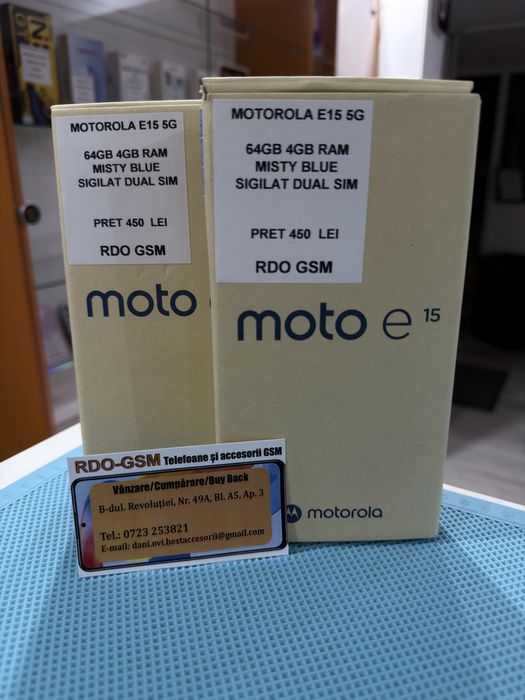 MOTOROLA E15 5G
64GB 4GB RAM
MISTY BLUE
SIGILAT DUAL SIM
PRET 450 LEI
RDO GSM
moto
MOTOROLA E15 5G
64GB 4GB RAM
MISTY BLUE
SIGILAT DUAL SIM
PRET 450 LEI
RDO GSM
moto e 15
motorola
RDO-GSM Telefoane și accesorii GSM
Vânzare/Cumpărare/Buy Back
B-dul. Revoluției, Nr. 49A, Bl. A5, Ap. 3
Tel.: 0723 253821
E-mail: dani.ovi.bestaccesorii@gmail.com